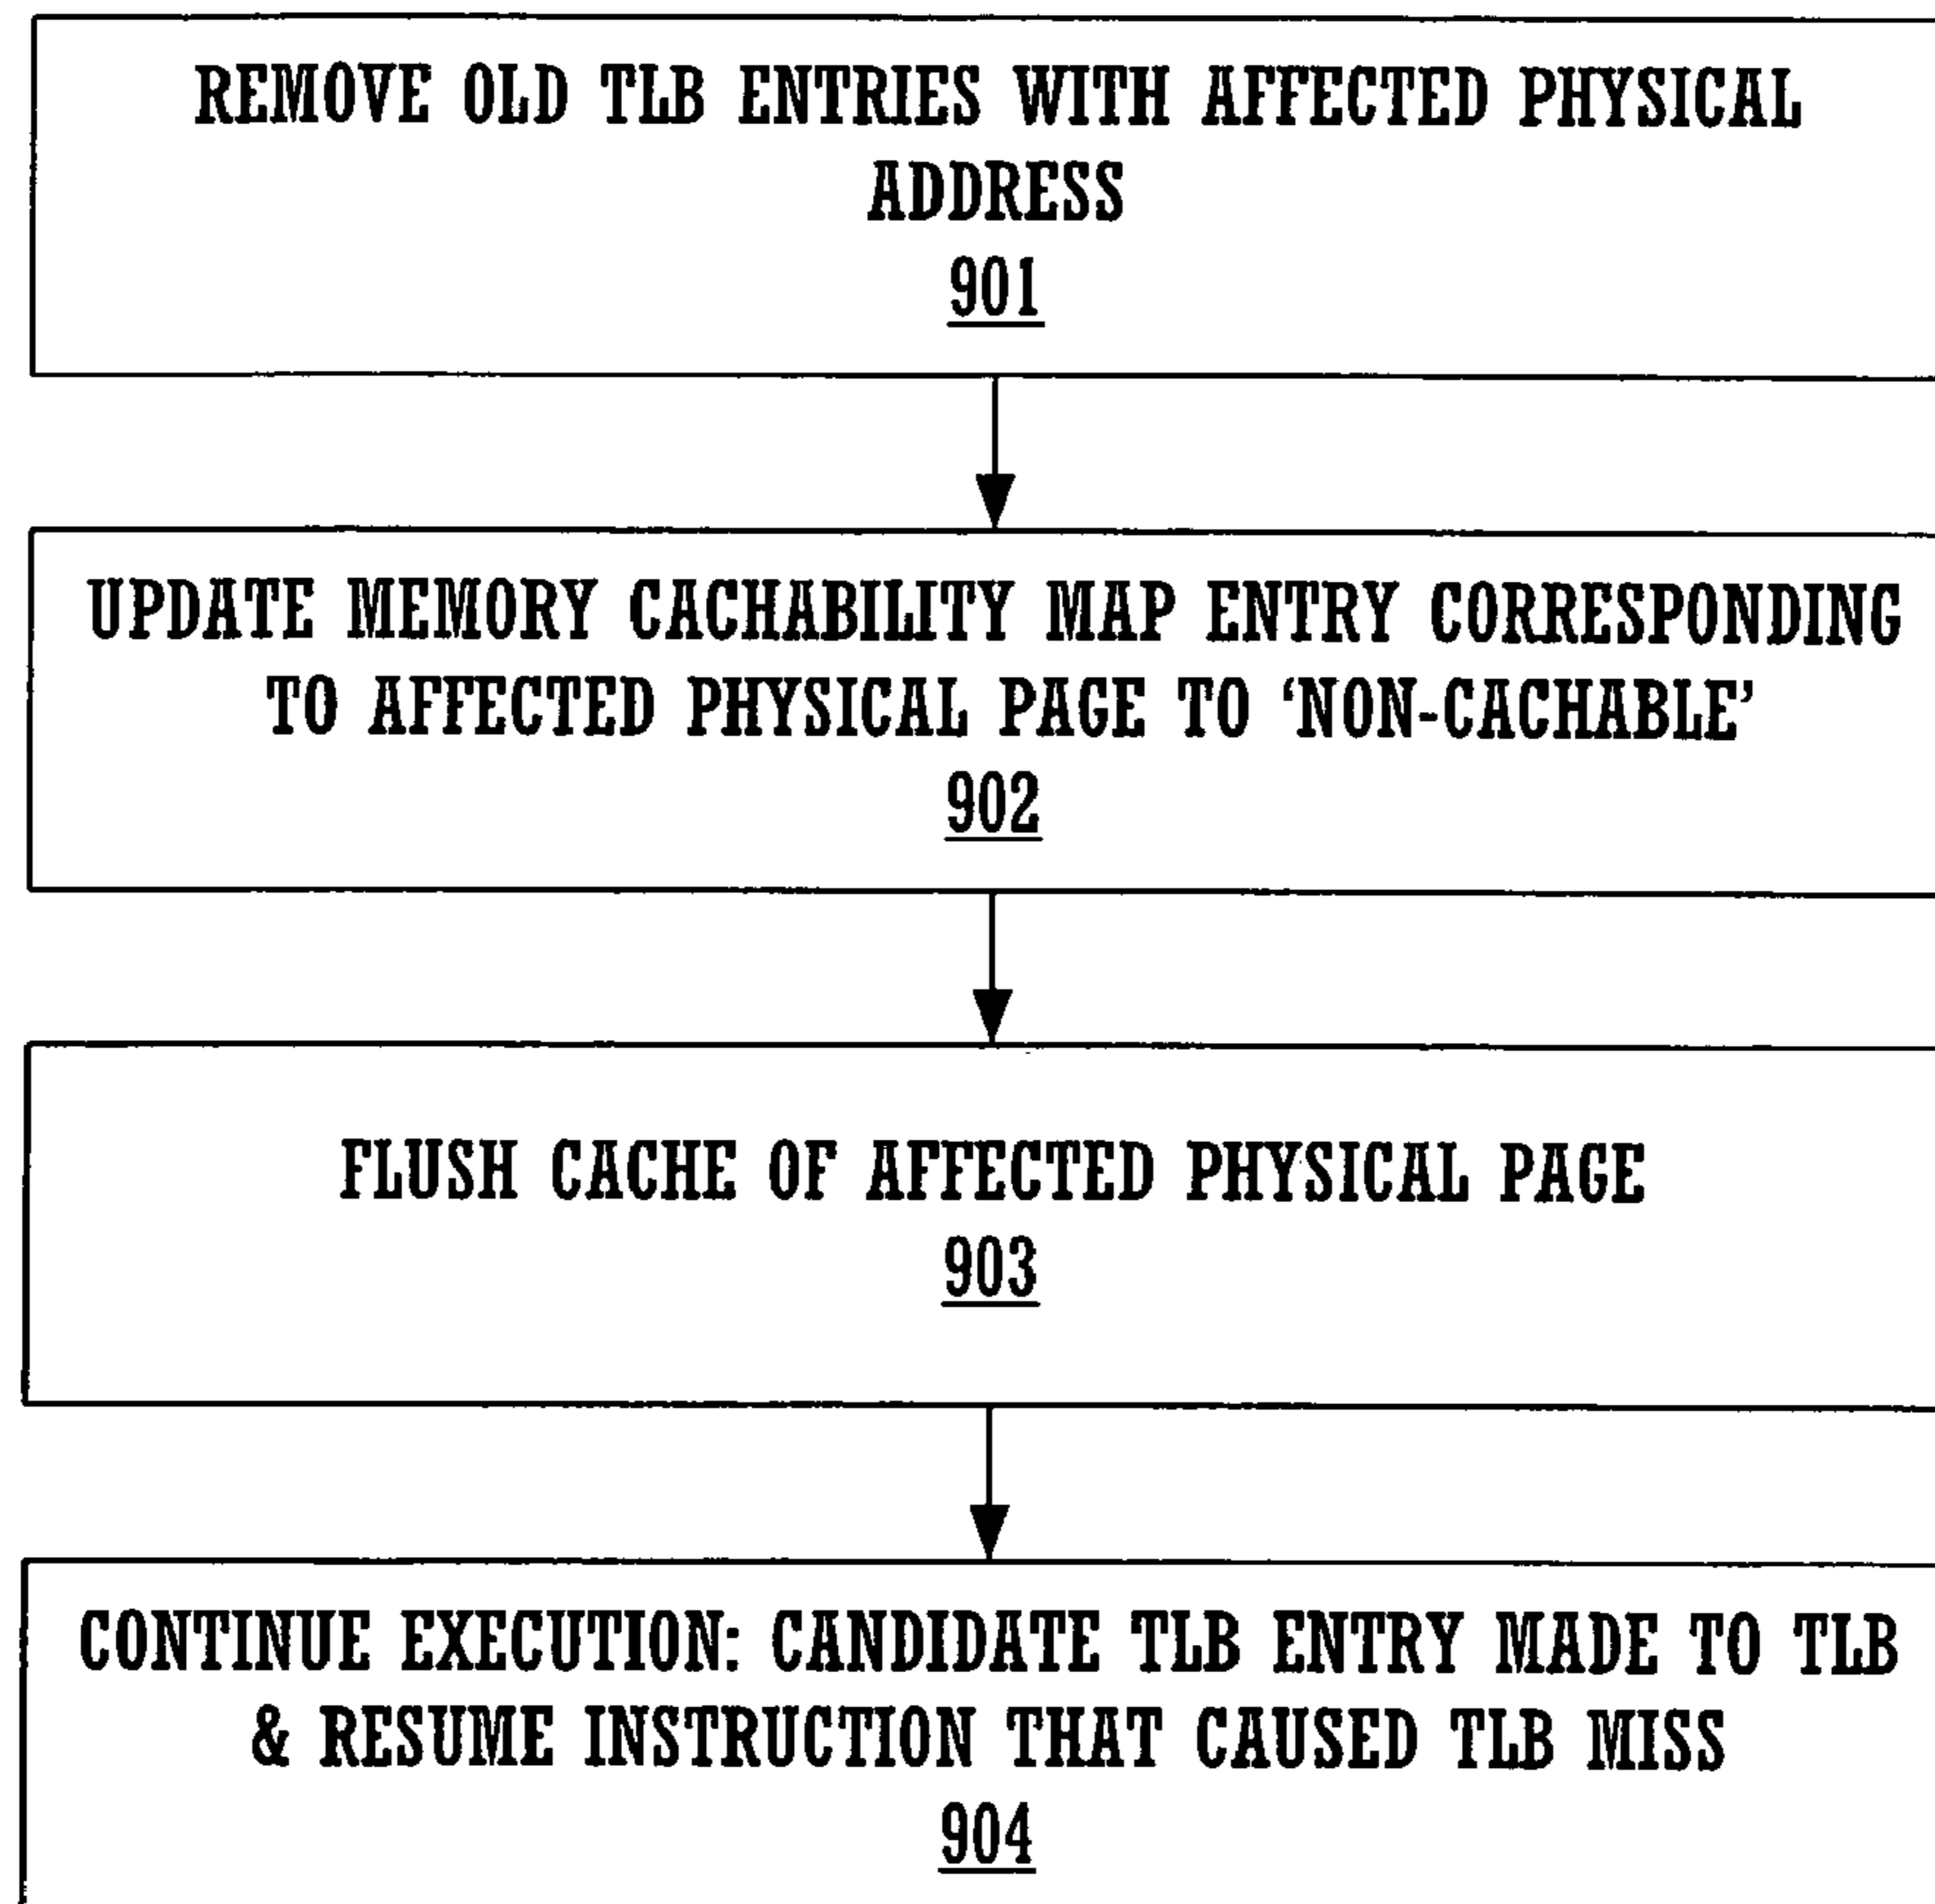 REMOVE OLD TLB ENTRIES WITH AFFECTED PHYSICAL
ADDRESS
901
UPDATE MEMORY CACHABILITY MAP ENTRY CORRESPONDING
TO AFFECTED PHYSICAL PAGE TO ‘NON-CACHABLE’
902
FLUSH CACHE OF AFFECTED PHYSICAL PAGE
903
CONTINUE EXECUTION: CANDIDATE TLB ENTRY MADE TO TLB
& RESUME INSTRUCTION THAT CAUSED TLB MISS
904